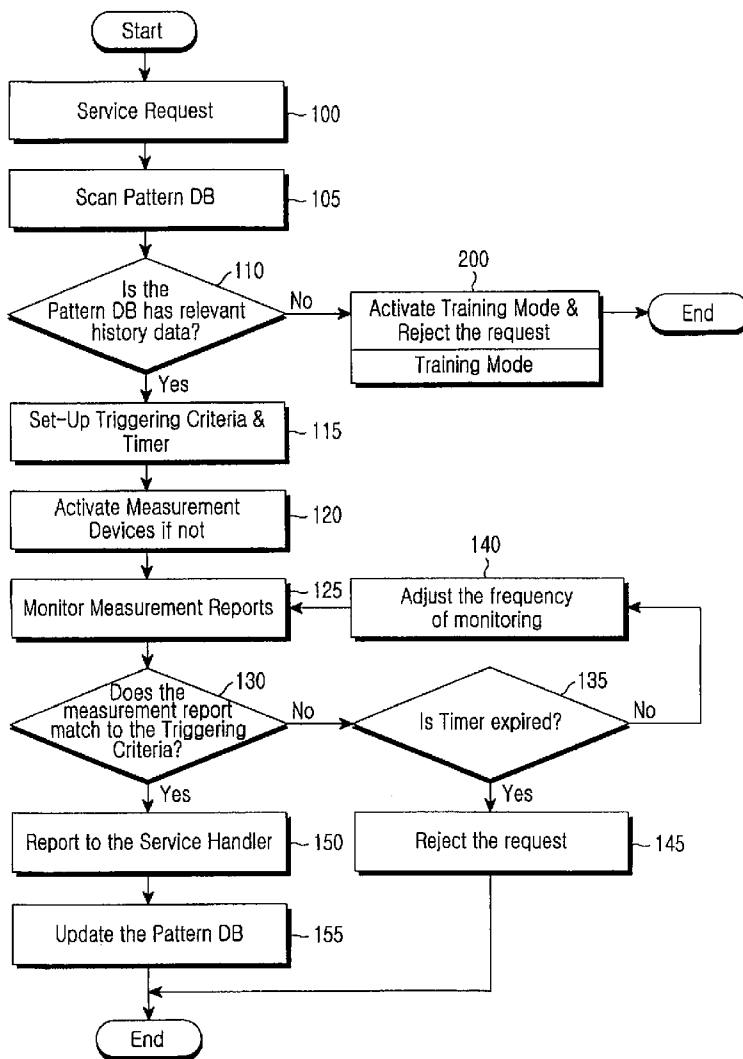 Start
Service Request
100
Scan Pattern DB
105
Is the
Pattern DB has relevant
history data?
110
No
200
Activate Training Mode &
Reject the request
Training Mode
End
Yes
Set-Up Triggering Criteria &
Timer
115
Activate Measurement
Devices if not
120
Monitor Measurement Reports
125
140
Adjust the frequency
of monitoring
Does the
measurement report
match to the Triggering
Criteria?
130
No
Is Timer expired?
135
No
Yes
Yes
Report to the Service Handler
150
Reject the request
145
Update the Pattern DB
155
End